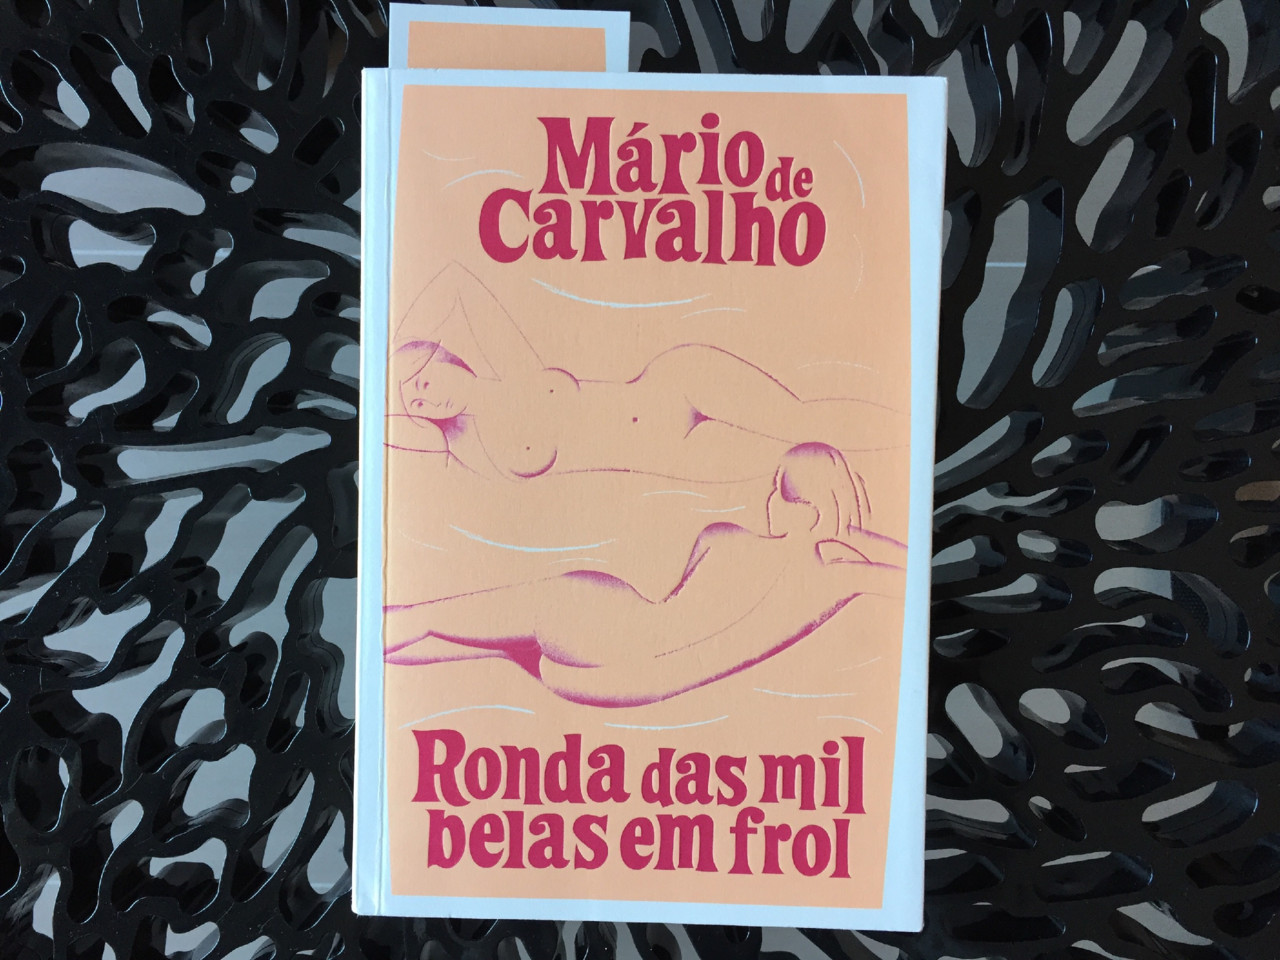 Mário de
Carvalho
Ronda das mil
belas em frol